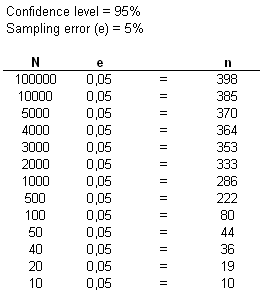 Confidence level = 95%
Sampling error (e) = 5%
N e n
100000 0,05 = 398
10000 0,05 = 385
5000 0,05 = 370
4000 0,05 = 364
3000 0,05 = 353
2000 0,05 = 333
1000 0,05 = 286
500 0,05 = 222
100 0,05 = 80
50 0,05 = 44
40 0,05 = 36
20 0,05 = 19
10 0,05 = 10